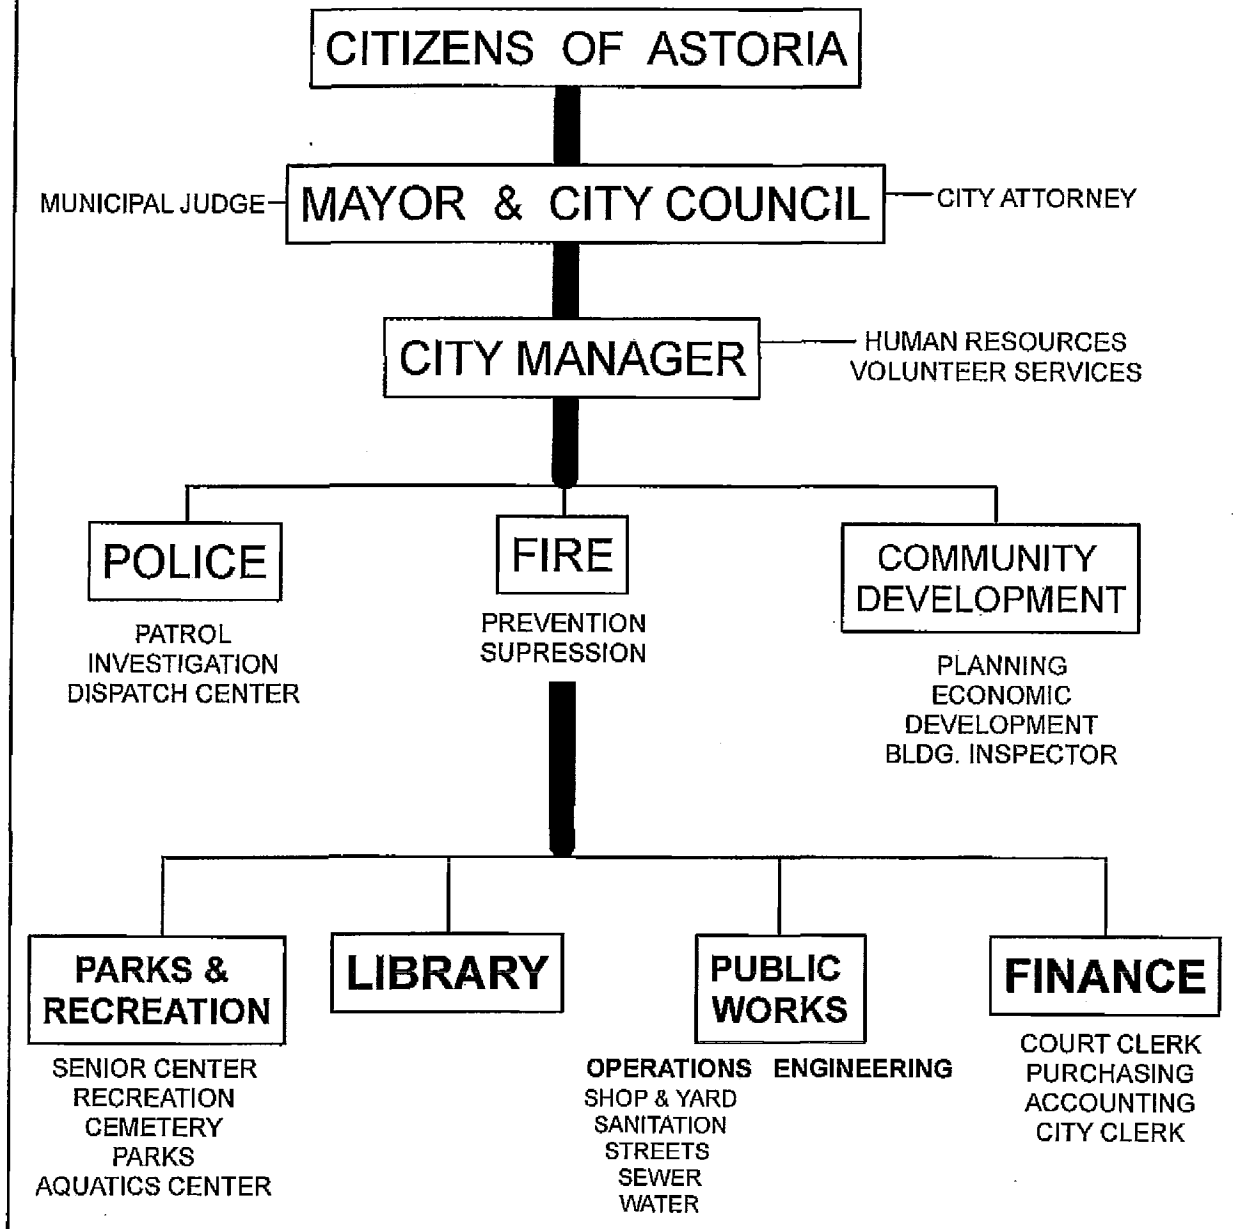 CITIZENS OF ASTORIA
MUNICIPAL JUDGE
MAYOR & CITY COUNCIL
CITY ATTORNEY
CITY MANAGER
HUMAN RESOURCES
VOLUNTEER SERVICES
POLICE
PATROL
INVESTIGATION
DISPATCH CENTER
FIRE
PREVENTION
SUPRESSION
COMMUNITY
DEVELOPMENT
PLANNING
ECONOMIC
DEVELOPMENT
BLDG. INSPECTOR
PARKS &
RECREATION
SENIOR CENTER
RECREATION
CEMETERY
PARKS
AQUATICS CENTER
LIBRARY
PUBLIC
WORKS
OPERATIONS ENGINEERING
SHOP & YARD
SANITATION
STREETS
SEWER
WATER
FINANCE
COURT CLERK
PURCHASING
ACCOUNTING
CITY CLERK